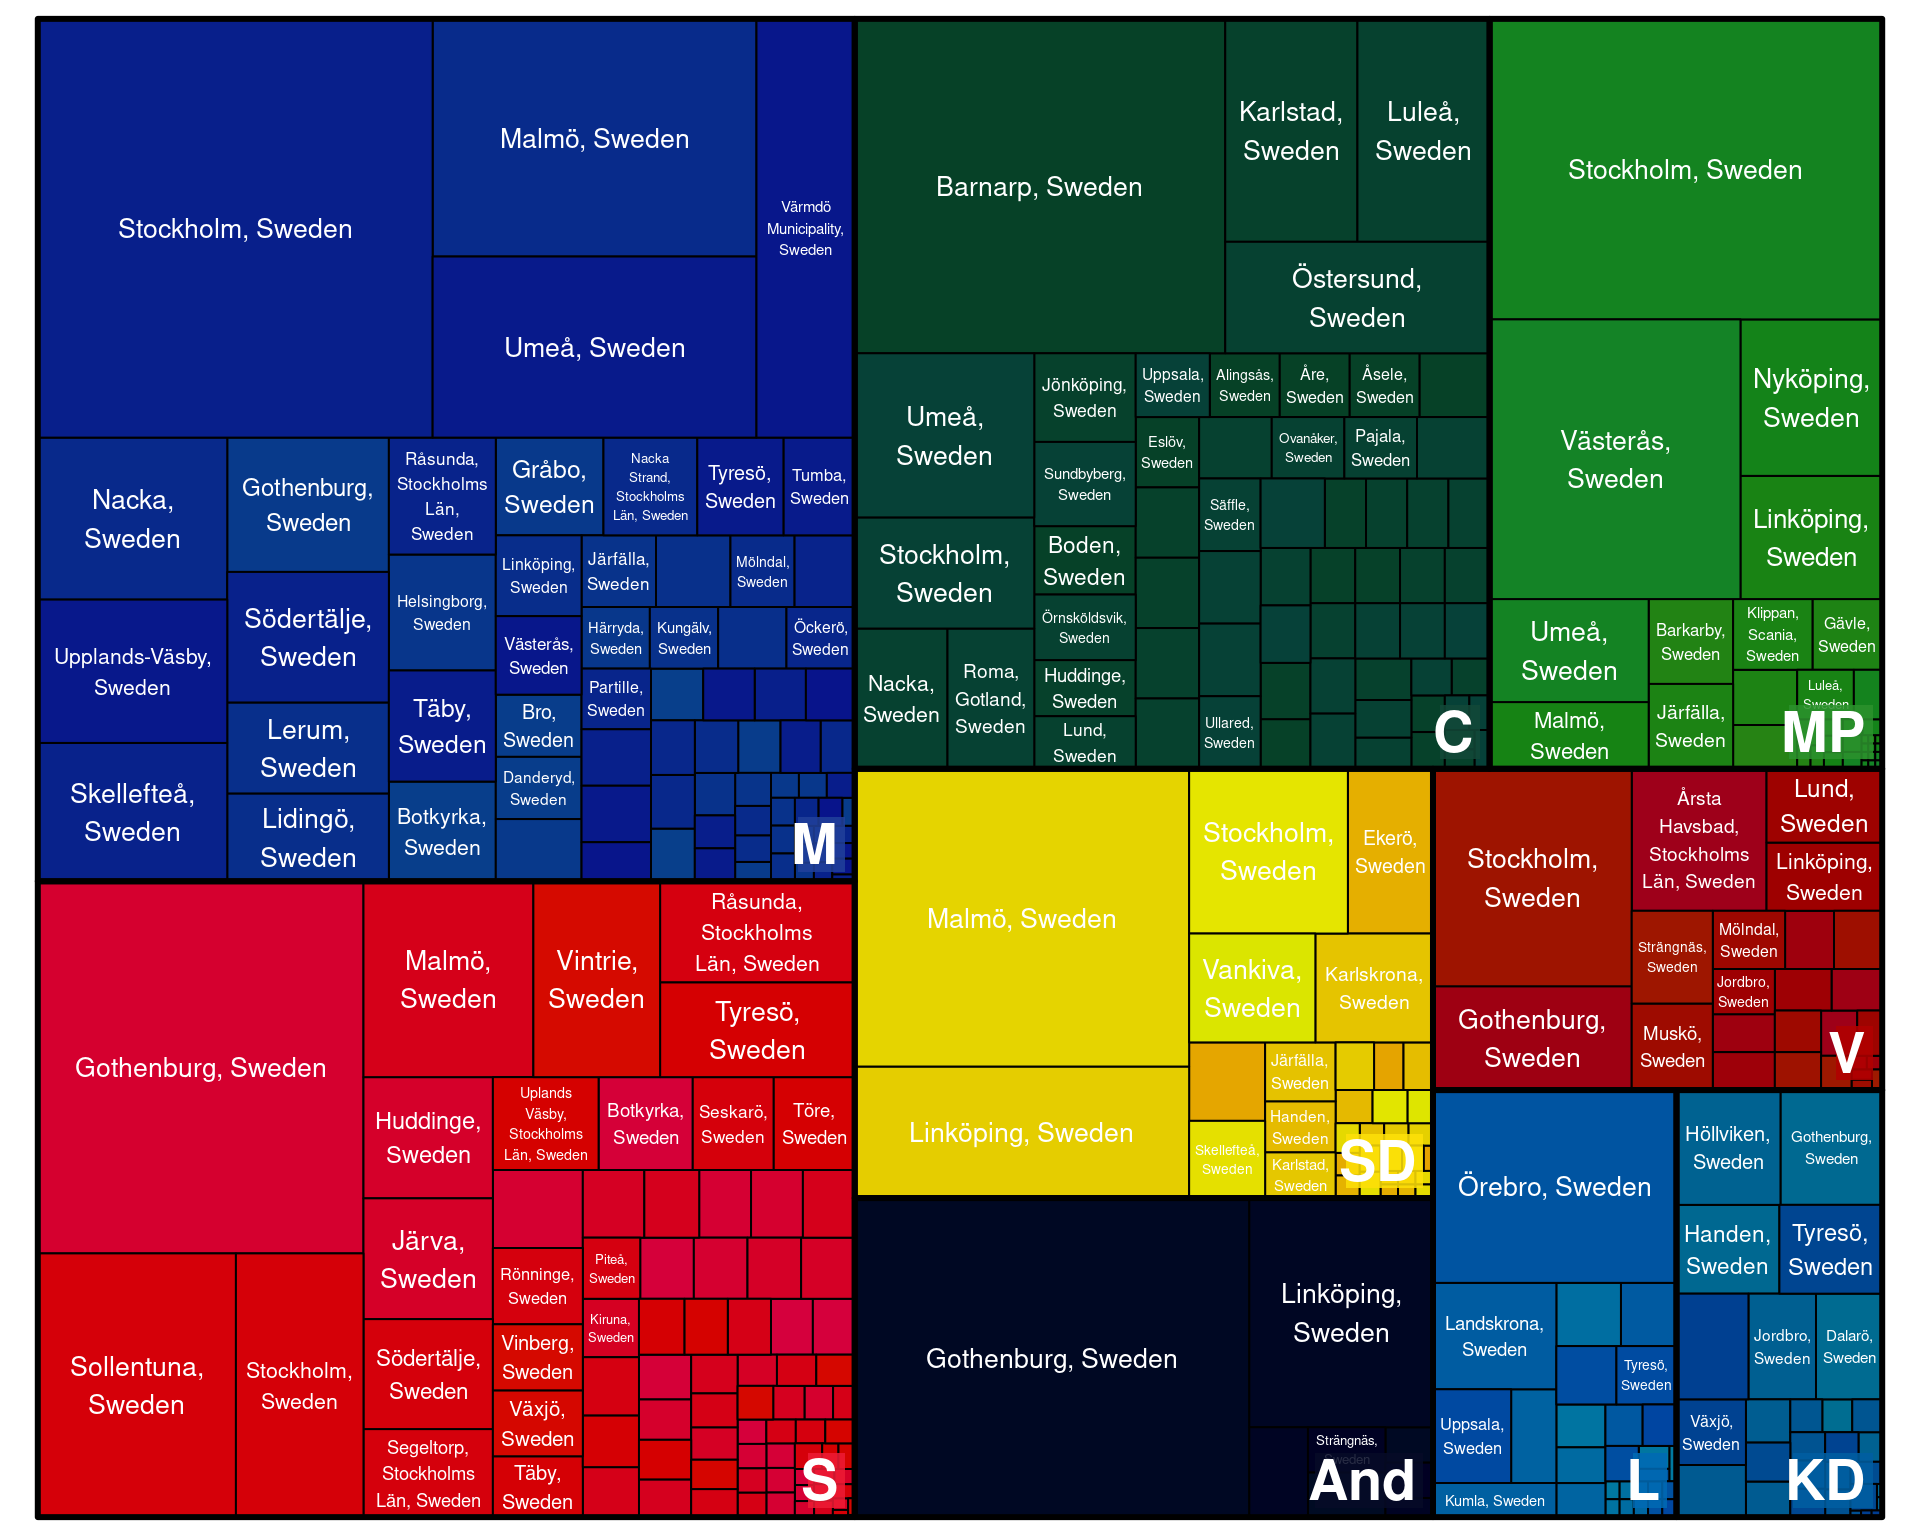 Stockholm, Sweden
Malmö, Sweden
Umeå, Sweden
Värmdö
Municipality,
Sweden
Nacka,
Sweden
Upplands-Väsby,
Sweden
Skellefteå,
Sweden
Gothenburg,
Sweden
Södertälje,
Sweden
Lerum,
Sweden
Lidingö,
Sweden
Råsunda,
Stockholms
Län,
Sweden
Helsingborg,
Sweden
Täby,
Sweden
Botkyrka,
Sweden
Gråbo,
Sweden
Nacka
Strand,
Stockholms
Län, Sweden
Tyresö,
Sweden
Tumba,
Sweden
Linköping,
Sweden
Västerås,
Sweden
Bro,
Sweden
Danderyd,
Sweden
Järfälla,
Sweden
Mölndal,
Sweden
Härryda,
Sweden
Kungälv,
Sweden
Öckerö,
Sweden
Partille,
Sweden
M
Barnarp, Sweden
Karlstad,
Sweden
Luleå,
Sweden
Östersund,
Sweden
Umeå,
Sweden
Stockholm,
Sweden
Nacka,
Sweden
Roma,
Gotland,
Sweden
Jönköping,
Sweden
Sundbyberg,
Sweden
Boden,
Sweden
Örnsköldsvik,
Sweden
Huddinge,
Sweden
Lund,
Sweden
Uppsala,
Sweden
Alingsås,
Sweden
Åre,
Sweden
Åsele,
Sweden
Eslöv,
Sweden
Ovanåker,
Sweden
Pajala,
Sweden
Säffle,
Sweden
Ullared,
Sweden
C
Stockholm, Sweden
Västerås,
Sweden
Nyköping,
Sweden
Linköping,
Sweden
Umeå,
Sweden
Malmö,
Sweden
Barkarby,
Sweden
Järfälla,
Sweden
Klippan,
Scania,
Sweden
Gävle,
Sweden
Luleå,
Sweden
MP
Gothenburg, Sweden
Sollentuna,
Sweden
Stockholm,
Sweden
Malmö,
Sweden
Vintrie,
Sweden
Råsunda,
Stockholms
Län, Sweden
Tyresö,
Sweden
Huddinge,
Sweden
Järva,
Sweden
Södertälje,
Sweden
Segeltorp,
Stockholms
Län, Sweden
Uplands
Väsby,
Stockholms
Län, Sweden
Botkyrka,
Sweden
Seskarö,
Sweden
Töre,
Sweden
Rönninge,
Sweden
Vinberg,
Sweden
Växjö,
Sweden
Täby,
Sweden
Piteå,
Sweden
Kiruna,
Sweden
S
Malmö, Sweden
Linköping, Sweden
Stockholm,
Sweden
Ekerö,
Sweden
Vankiva,
Sweden
Karlskrona,
Sweden
Skellefteå,
Sweden
Järfälla,
Sweden
Handen,
Sweden
Karlstad,
Sweden
SD
Gothenburg, Sweden
Linköping,
Sweden
Strängnäs,
Sweden
And
Stockholm,
Sweden
Gothenburg,
Sweden
Årsta
Havsbad,
Stockholms
Län, Sweden
Lund,
Sweden
Linköping,
Sweden
Strängnäs,
Sweden
Muskö,
Sweden
Mölndal,
Sweden
Jordbro,
Sweden
V
Örebro, Sweden
Landskrona,
Sweden
Uppsala,
Sweden
Kumla, Sweden
Tyresö,
Sweden
L
Höllviken,
Sweden
Gothenburg,
Sweden
Handen,
Sweden
Tyresö,
Sweden
Jordbro,
Sweden
Dalarö,
Sweden
Växjö,
Sweden
KD